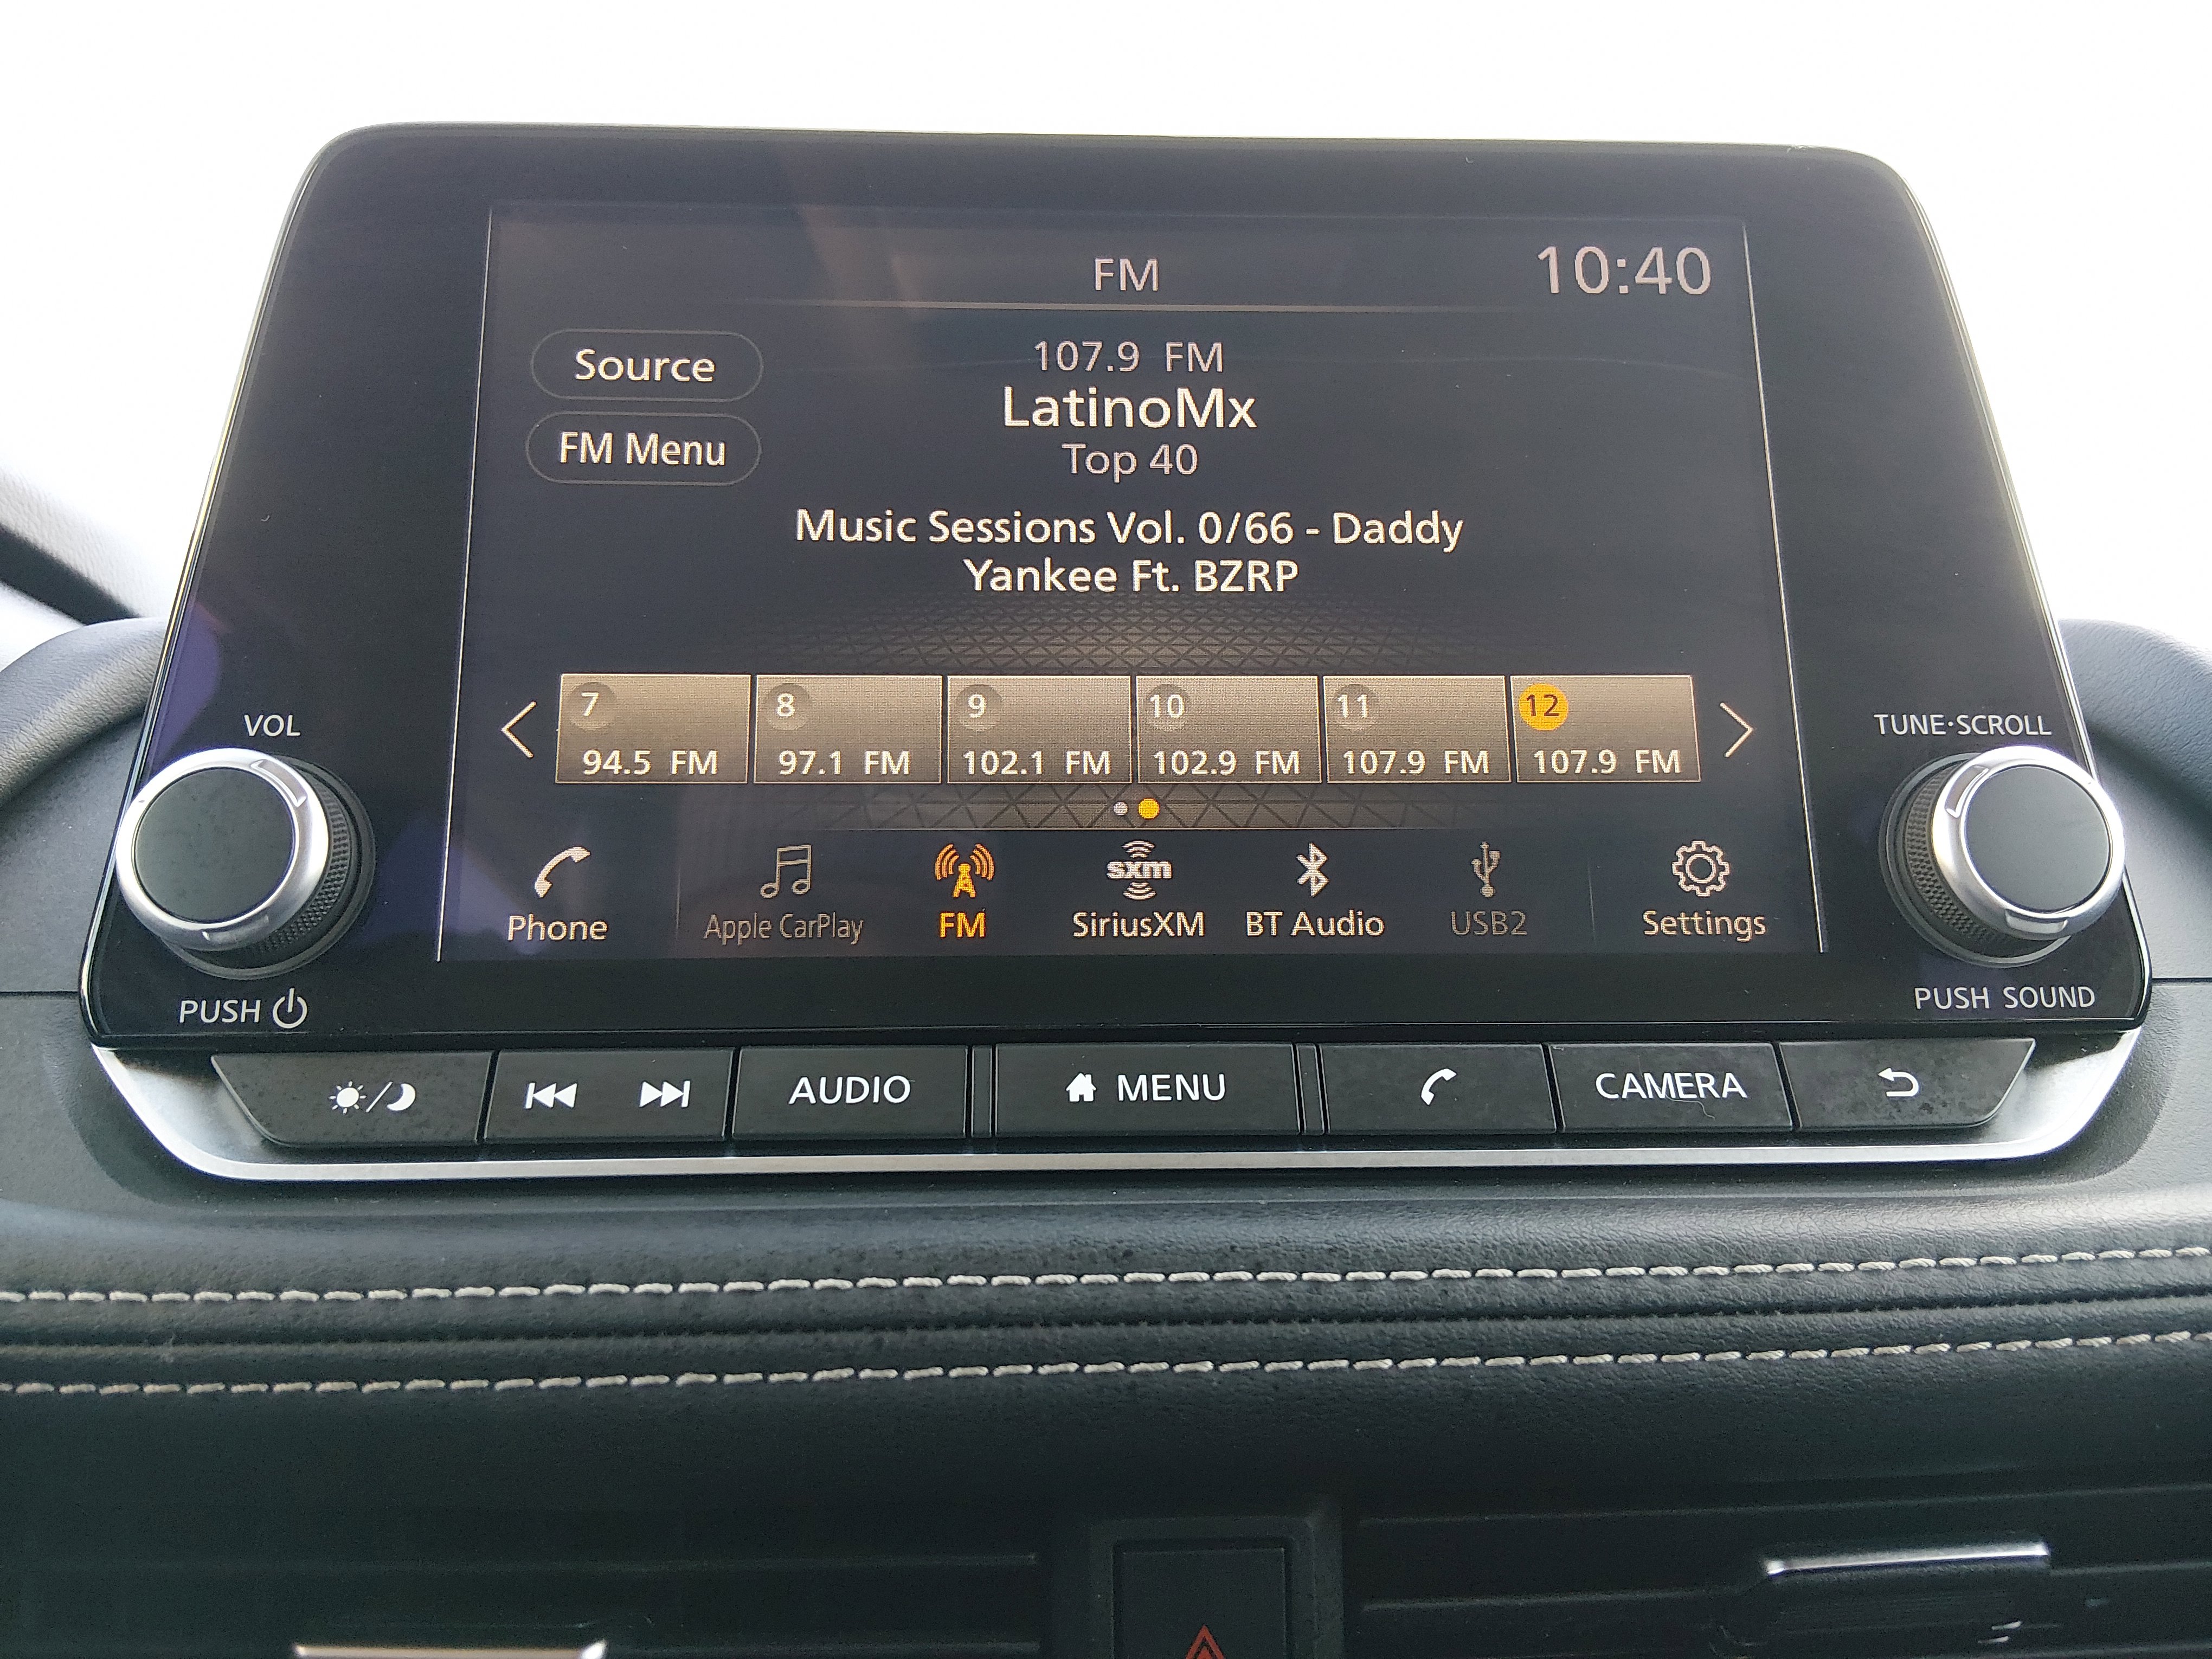 FM
10:40
Source
107.9 FM
LatinoMx
FM Menu
Top 40
Music Sessions Vol. 0/66 - Daddy
Yankee Ft. BZRP
7
8
9
10
11
12
94.5 FM
97.1 FM
102.1 FM
102.9 FM
107.9 FM
107.9 FM
VOL
TUNE·SCROLL
sxm
Phone
Apple CarPlay
FM
SiriusXM
BT Audio
USB2
Settings
PUSH
PUSH SOUND
AUDIO
MENU
CAMERA